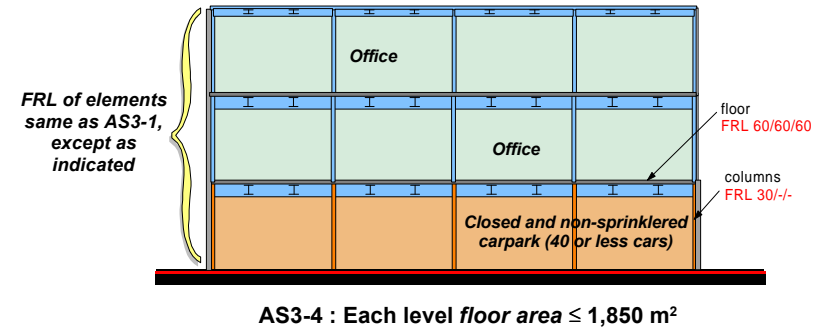 Office
FRL of elements
same as AS3-1,
except as
indicated
floor
FRL 60/60/60
Office
columns
FRL 30/-/-
Closed and non-sprinklered
carpark (40 or less cars)
AS3-4 : Each level floor area ≤ 1,850 m²